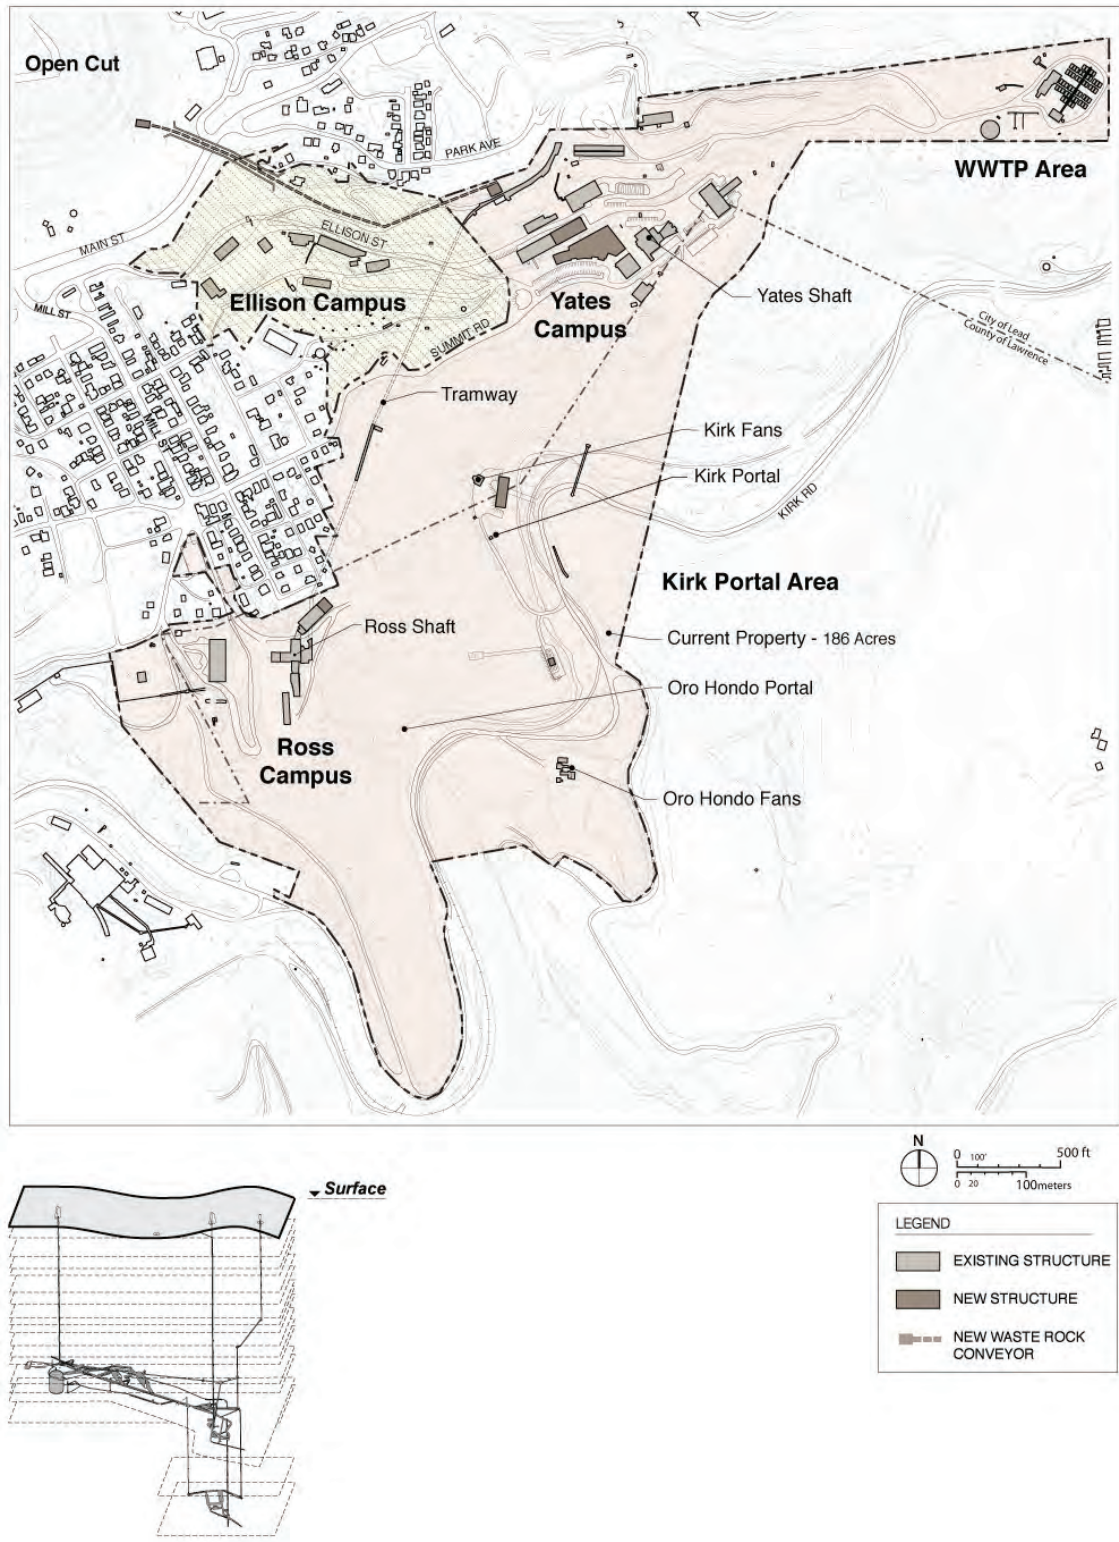 Open Cut
PARK AVE
WWTP Area
MAIN ST
ELLISON ST
Ellison Campus
Yates
Campus
Yates Shaft
MILL ST
SUMMIT RD
City of Lead
County of Lawrence
Tramway
MILL ST
Kirk Fans
Kirk Portal
KIRK RD
Kirk Portal Area
Ross Shaft
Current Property - 186 Acres
Oro Hondo Portal
Ross
Campus
Oro Hondo Fans
N
0 100' 500 ft
0 20 100meters
Surface
LEGEND
EXISTING STRUCTURE
NEW STRUCTURE
NEW WASTE ROCK
CONVEYOR